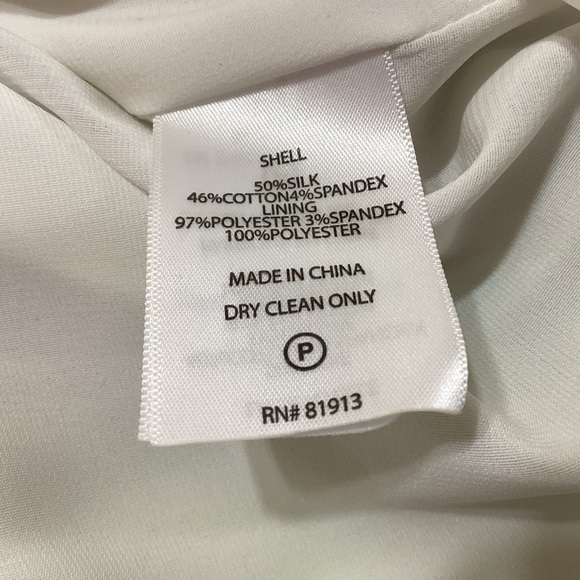 SHELL
50%SILK
46%COTTON4%SPANDEX
LINING
97%POLYESTER 3%SPANDEX
100%POLYESTER
MADE IN CHINA
DRY CLEAN ONLY
P
RN# 81913